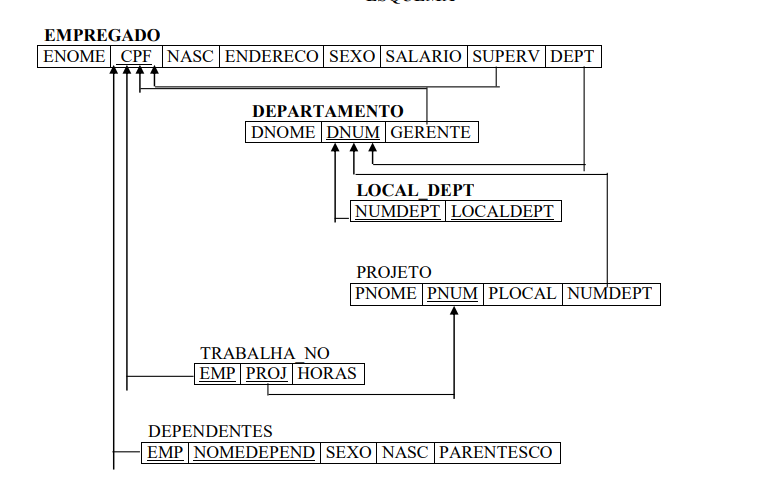 EMPREGADO
ENOME CPF NASC ENDERECO SEXO SALARIO SUPERV DEPT
DEPARTAMENTO
DNOME DNUM GERENTE
LOCAL_DEPT
NUMDEPT LOCALDEPT
PROJETO
PNOME PNUM PLOCAL NUMDEPT
TRABALHA_NO
EMP PROJ HORAS
DEPENDENTES
EMP NOMEDEPEND SEXO NASC PARENTESCO